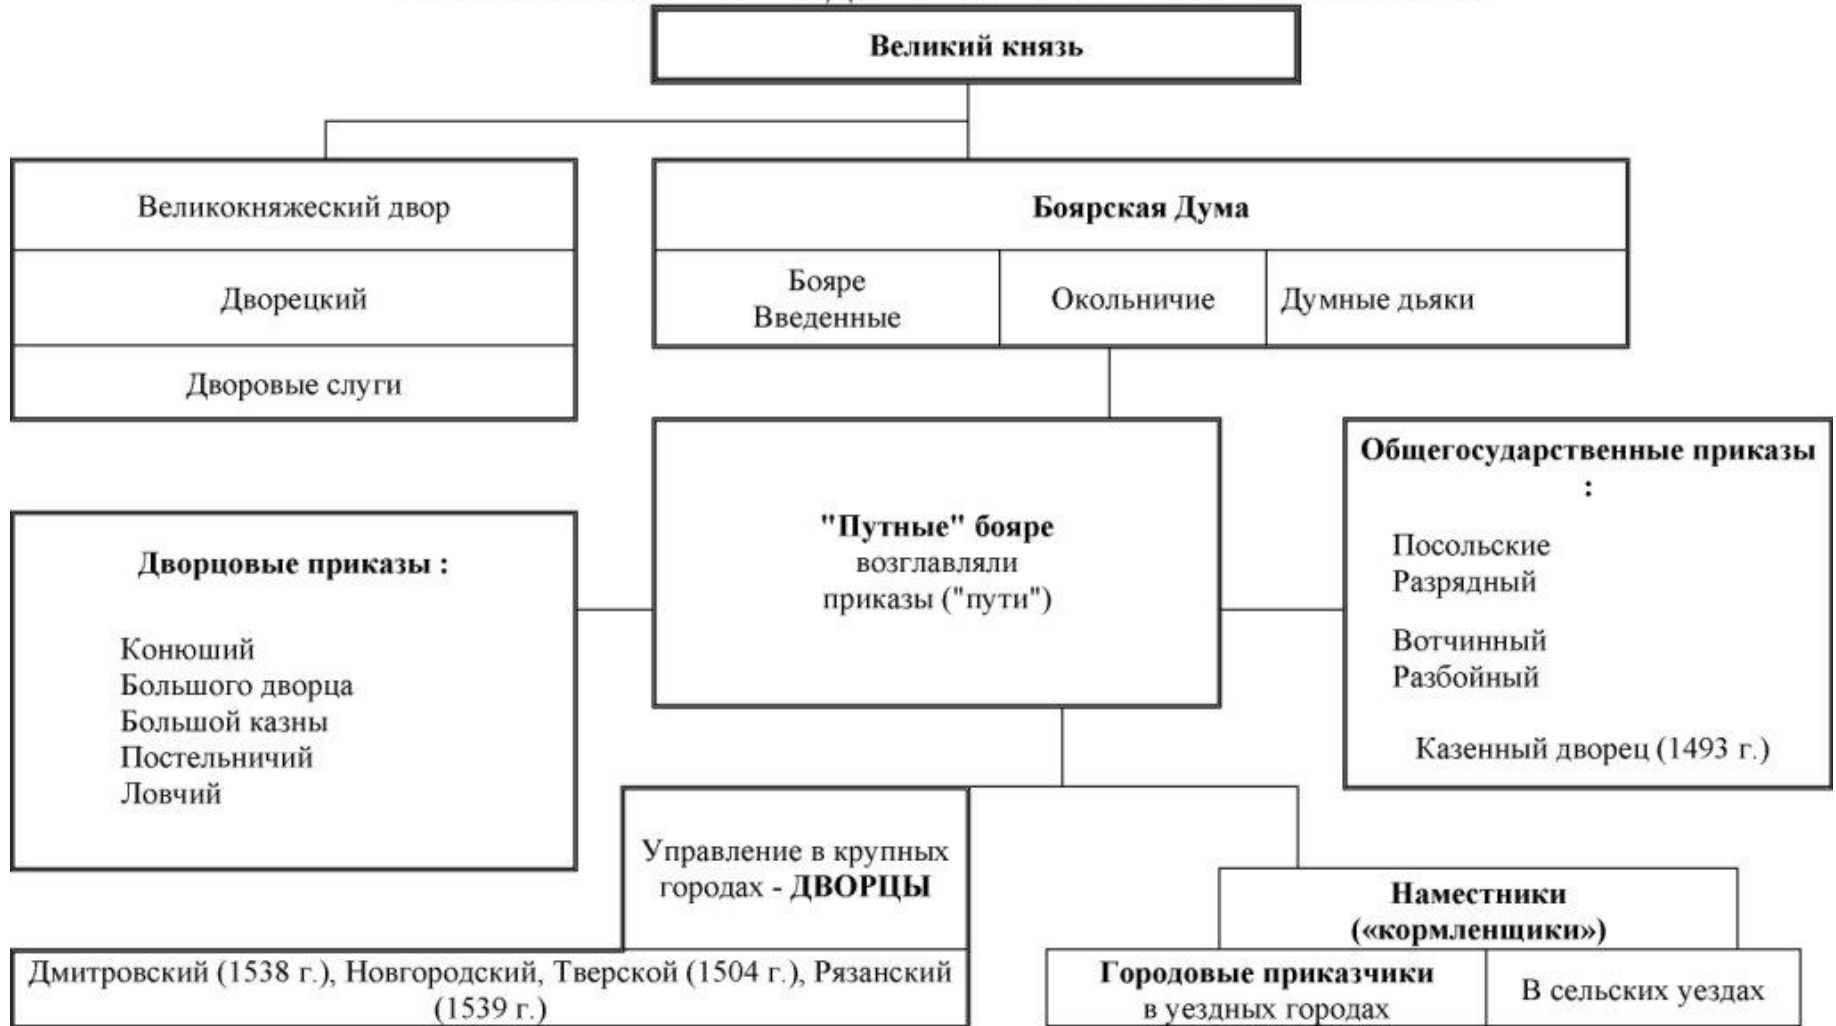 Великий князь
Великокняжеский двор
Дворецкий
Дворовые слуги
Боярская Дума
Бояре
Введенные
Окольничие
Думные дьяки
"Путные" бояре
возглавляли
приказы ("пути")
Общегосударственные приказы
:
Посольские
Разрядный
Вотчинный
Разбойный
Казенный дворец (1493 г.)
Дворцовые приказы :
Конюший
Большого дворца
Большой казны
Постельничий
Ловчий
Управление в крупных
городах - ДВОРЦЫ
Дмитровский (1538 г.), Новгородский, Тверской (1504 г.), Рязанский
(1539 г.)
Наместники
(«кормленщики»)
Городовые приказчики
в уездных городах
В сельских уездах